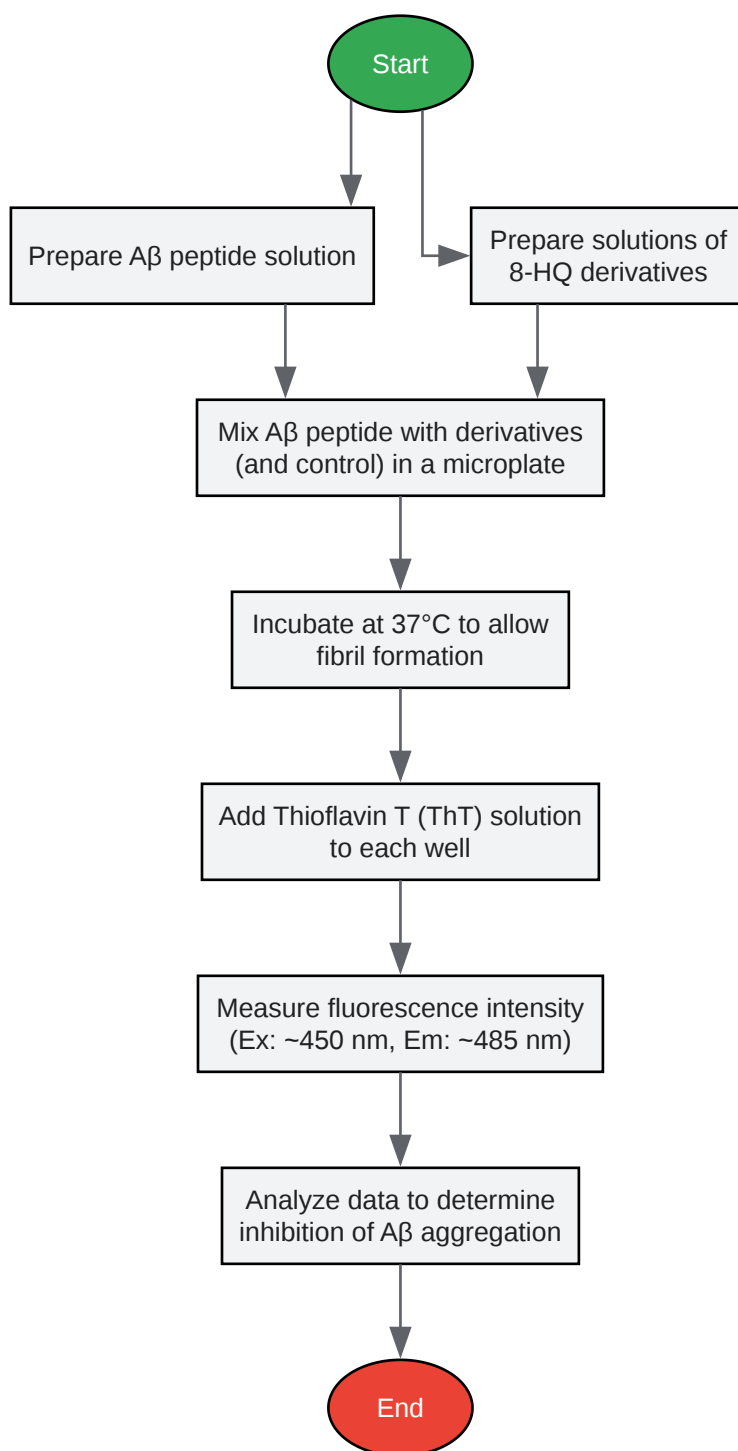 Start
Prepare Aβ peptide solution
Prepare solutions of
8-HQ derivatives
Mix Aβ peptide with derivatives
(and control) in a microplate
Incubate at 37°C to allow
fibril formation
Add Thioflavin T (ThT) solution
to each well
Measure fluorescence intensity
(Ex: ~450 nm, Em: ~485 nm)
Analyze data to determine
inhibition of Aβ aggregation
End